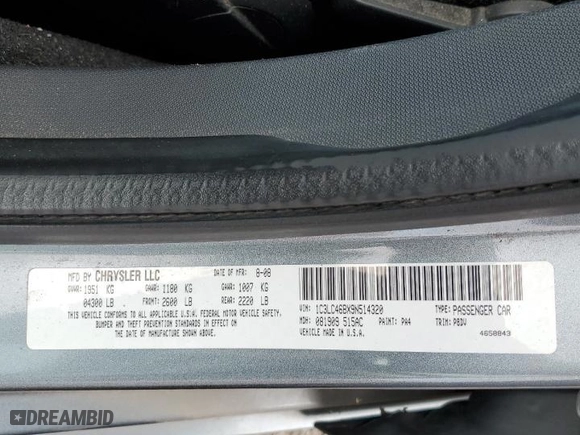 MFD BY CHRYSLER LLC DATE OF MFR: 8-08
GVWR: 1951 KG GAWR: 1180 KG GAWR: 1007 KG
04300 LB FRONT: 2600 LB REAR: 2220 LB
THIS VEHICLE CONFORMS TO ALL APPLICABLE
U.S.A. FEDERAL MOTOR VEHICLE SAFETY,
BUMPER AND THEFT PREVENTION STANDARDS IN EFFECT
ON THE DATE OF MANUFACTURE SHOWN ABOVE.
VIN: 1C3LC46BX9N514320 TYPE: PASSENGER CAR
MDH: 081908 515AC PAINT: PA4 TRIM: PBDV
VEHICLE MADE IN U.S.A. 4658843
DREAMBID